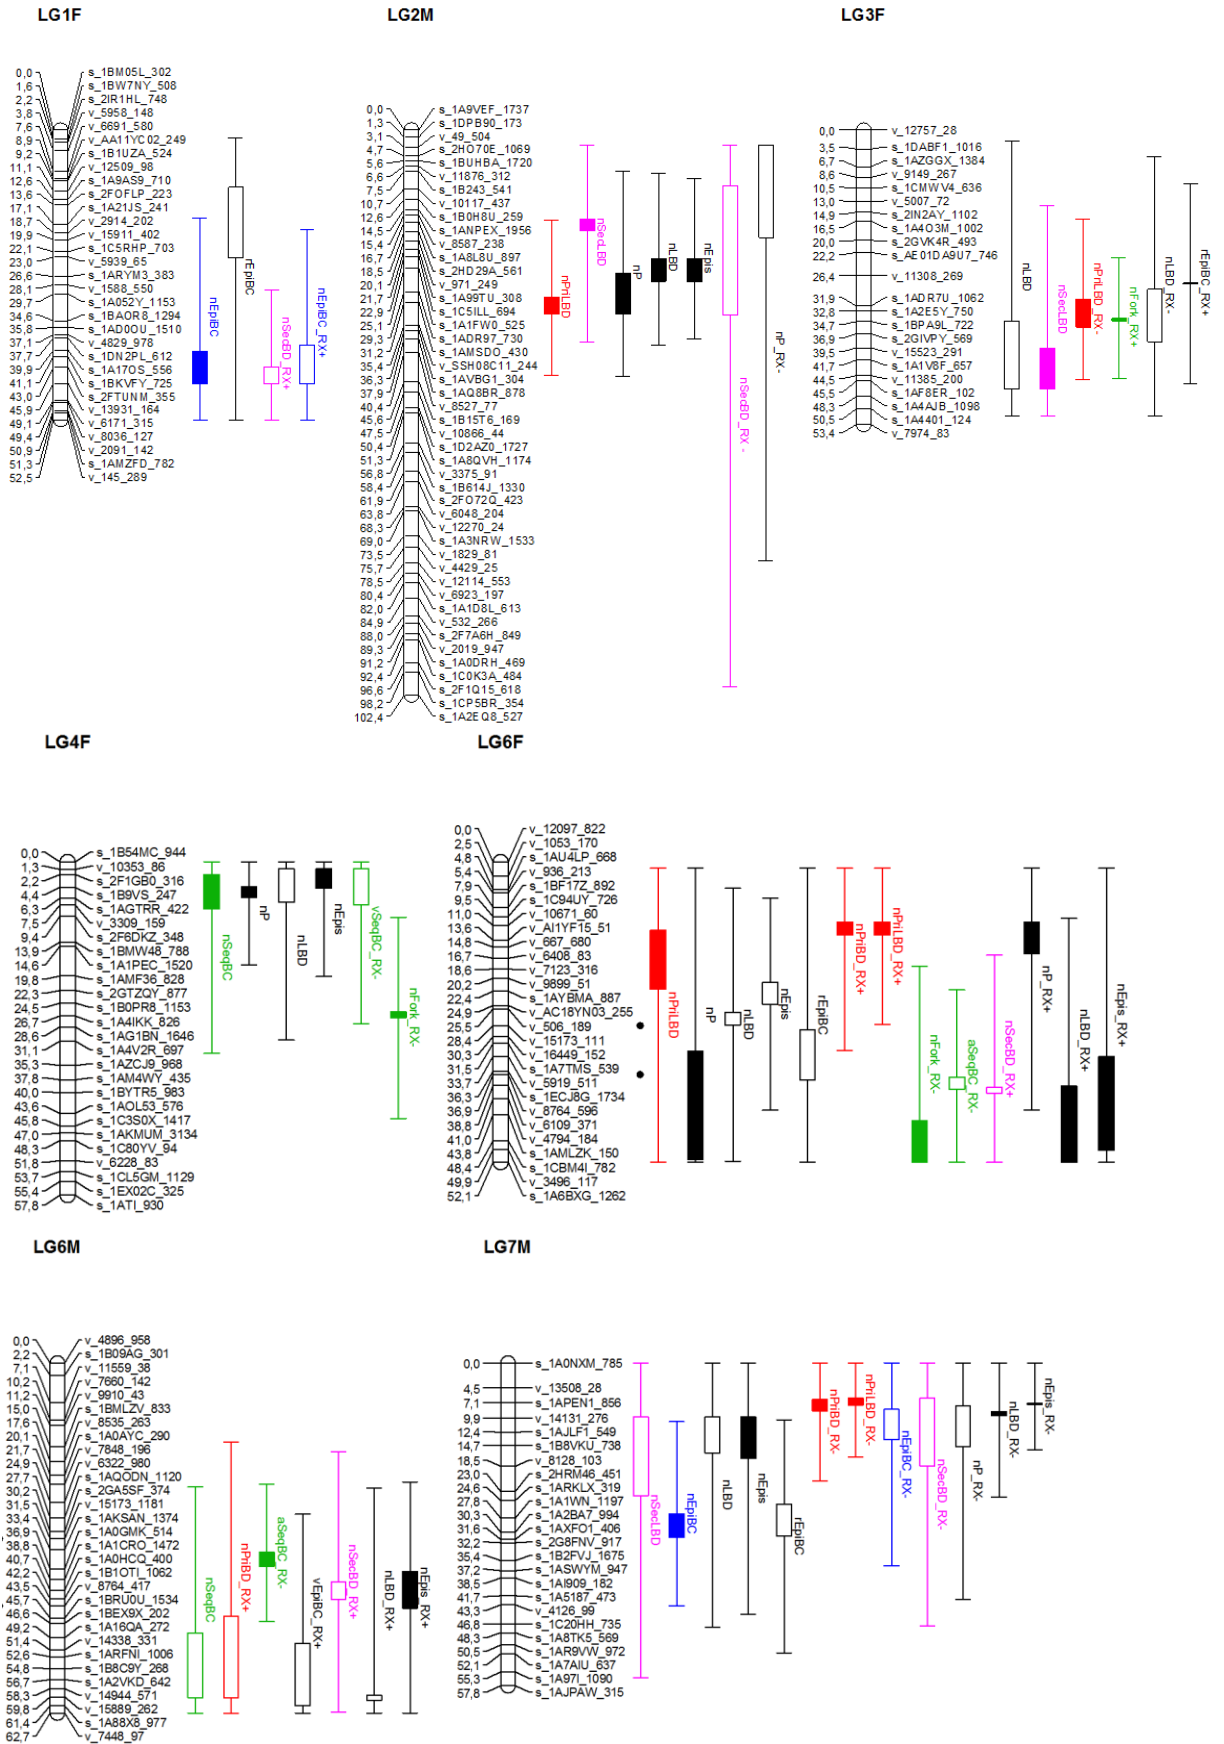 LG1F
0,0 s_1BM05L_302
1,6 s_1BW7NY_508
2,2 s_2IR1HL_748
3,8 v_5958_148
7,6 v_6691_580
8,9 v_AA11YC02_249
9,2 s_1B1UZA_524
11,1 v_12509_98
12,6 s_1A9AS9_710
13,6 s_2FOFLP_223
17,1 s_1A21JS_241
18,7 v_2914_202
19,9 v_15911_402
22,1 s_1C5RHP_703
23,0 v_5939_65
26,6 s_1ARYM3_383
28,1 v_1588_550
29,7 s_1A052Y_1153
34,6 s_1BAOR8_1294
35,8 s_1AD0OU_1510
37,1 v_4829_978
37,7 s_1DN2PL_612
39,9 s_1A17OS_556
41,1 s_1BKVFY_725
43,0 s_2FTUNM_355
45,9 v_13931_164
49,1 v_6171_315
49,4 v_8036_127
50,9 v_2091_142
51,3 s_1AMZFD_782
52,5 v_145_289
nEpiBC
rEpiBC
nSecBD_RX+
nEpiBC_RX+
LG2M
0,0 s_1A9VEF_1737
1,3 s_1DPB90_173
3,1 v_49_504
4,7 s_2HO70E_1069
5,6 s_1BUHBA_1720
6,6 v_11876_312
7,5 s_1B243_541
10,7 v_10117_437
12,6 s_1B0H8U_259
14,5 s_1ANPEX_1956
15,4 v_8587_238
16,7 s_1A8L8U_897
18,5 s_2HD29A_561
20,1 v_971_249
21,7 s_1A99TU_308
22,9 s_1C5ILL_694
25,1 s_1A1FW0_525
29,3 s_1ADR97_730
31,2 s_1AMSDO_430
35,4 v_SSH08C11_244
36,3 s_1AVBG1_304
37,9 s_1AQ8BR_878
40,4 v_8527_77
45,6 s_1B15T6_169
47,5 v_10866_44
50,4 s_1D2AZ0_1727
51,3 s_1A8QVH_1174
56,8 v_3375_91
58,4 s_1B614J_1330
61,9 s_2FO72Q_423
63,8 v_6048_204
68,3 v_12270_24
69,0 s_1A3NRW_1533
73,5 v_1829_81
75,7 v_4429_25
78,5 v_12114_553
80,4 v_6923_197
82,0 s_1A1D8L_613
84,9 v_532_266
88,0 s_2F7A6H_849
89,3 v_2019_947
91,2 s_1A0DRH_469
92,4 s_1C0K3A_484
96,6 s_2F1Q15_618
98,2 s_1CP5BR_354
102,4 s_1A2EQ8_527
nPriLBD
nSecLBD
nP
nLBD
nEpis
nSecBD_RX-
nP_RX-
LG3F
0,0 v_12757_28
3,5 s_1DABF1_1016
6,7 s_1AZGGX_1384
8,6 v_9149_267
10,5 s_1CMWV4_636
13,0 v_5007_72
14,9 s_2IN2AY_1102
16,5 s_1A4O3M_1002
20,0 s_2GVK4R_493
22,2 s_AE01DA9U7_746
26,4 v_11308_269
31,9 s_1ADR7U_1062
32,8 s_1A2E5Y_750
34,7 s_1BPA9L_722
36,9 s_2GIVPY_569
39,5 v_15523_291
41,7 s_1A1V8F_657
44,5 v_11385_200
45,5 s_1AF8ER_102
48,3 s_1A4AJB_1098
50,5 s_1A4401_124
53,4 v_7974_83
nLBD
nSecLBD
nPriLBD_RX-
nFork_RX+
nLBD_RX-
rEpiBC_RX+
LG4F
0,0 s_1B54MC_944
1,3 v_10353_86
2,2 s_2F1GB0_316
4,4 s_1B9VS_247
6,3 s_1AGTRR_422
7,5 v_3309_159
9,4 s_2F6DKZ_348
13,9 s_1BMW48_788
14,6 s_1A1PEC_1520
19,8 s_1AMF36_828
22,3 s_2GTZQY_877
24,5 s_1B0PR8_1153
26,7 s_1A4IKK_826
28,6 s_1AG1BN_1646
31,1 s_1A4V2R_697
35,3 s_1AZCJ9_968
37,8 s_1AM4WY_435
40,0 s_1BYTR5_983
43,6 s_1AOL53_576
45,8 s_1C3S0X_1417
47,0 s_1AKMUM_3134
48,3 s_1C80YV_94
51,8 v_6228_83
53,7 s_1CL5GM_1129
55,4 s_1EX02C_325
57,8 s_1ATI_930
nSeqBC
nP
nLBD
nEpis
vSeqBC_RX-
nFork_RX-
LG6F
0,0 v_12097_822
2,5 v_1053_170
4,8 s_1AU4LP_668
5,4 v_936_213
7,9 s_1BF17Z_892
9,5 s_1C94UY_726
11,0 v_10671_60
13,6 v_AI1YF15_51
14,8 v_667_680
16,7 v_6408_83
18,6 v_7123_316
20,2 v_9899_51
22,4 s_1AYBMA_887
24,9 v_AC18YN03_255
25,5 v_506_189
28,4 v_15173_111
30,3 v_16449_152
31,5 s_1A7TMS_539
33,7 v_5919_511
36,3 s_1ECJ8G_1734
36,9 v_8764_596
38,8 v_6109_371
41,0 v_4794_184
43,8 s_1AMLZK_150
48,4 s_1CBM4I_782
49,9 v_3496_117
52,1 s_1A6BXG_1262
nPriLBD
nP
nLBD
nEpis
rEpiBC
nPriBD_RX+
nPriLBD_RX+
nFork_RX-
aSeqBC_RX-
nSecBD_RX+
nP_RX+
nLBD_RX+
nEpis_RX+
LG6M
0,0 v_4896_958
2,2 s_1B09AG_301
7,1 v_11559_38
10,2 v_7660_142
11,2 v_9910_43
15,0 s_1BMLZV_833
17,6 v_8535_263
20,1 s_1A0AYC_290
21,7 v_7848_196
24,9 v_6322_980
27,7 s_1AQODN_1120
30,2 s_2GA5SF_374
31,5 v_15173_1181
33,4 s_1AKSAN_1374
36,9 s_1A0GMK_514
38,8 s_1A1CRO_1472
40,7 s_1A0HCQ_400
42,2 s_1B1OTI_1062
43,5 v_8764_417
45,7 s_1BRU0U_1534
46,6 s_1BEX9X_202
49,2 s_1A16QA_272
51,4 v_14338_331
52,6 s_1ARFNI_1006
54,8 s_1B8C9Y_268
56,7 s_1A2VKD_642
58,3 v_14944_571
59,8 v_15889_262
61,4 s_1A88X8_977
62,7 v_7448_97
nSeqBC
nPriBD_RX+
aSeqBC_RX-
vEpiBC_RX+
nSecBD_RX+
nLBD_RX+
nEpis_RX+
LG7M
0,0 s_1A0NXM_785
4,5 v_13508_28
7,1 s_1APEN1_856
9,9 v_14131_276
12,4 s_1AJLF1_549
14,7 s_1B8VKU_738
18,5 v_8128_103
23,0 s_2HRM46_451
24,6 s_1ARKLX_319
27,8 s_1A1WN_1197
30,3 s_1A2BA7_994
31,6 s_1AXFO1_406
32,2 s_2G8FNV_917
35,4 s_1B2FVJ_1675
37,2 s_1ASWYM_947
38,5 s_1AI909_182
41,7 s_1A5187_473
43,3 v_4126_99
46,8 s_1C20HH_735
48,3 s_1A8TK5_569
50,5 s_1AR9VW_972
52,1 s_1A7AIU_637
55,3 s_1A97I_1090
57,8 s_1AJPAW_315
nSecLBD
nEpiBC
nLBD
nEpis
rEpiBC
nPriBD_RX-
nPriLBD_RX-
nEpiBC_RX-
nSecBD_RX-
nP_RX-
nLBD_RX-
nEpis_RX-